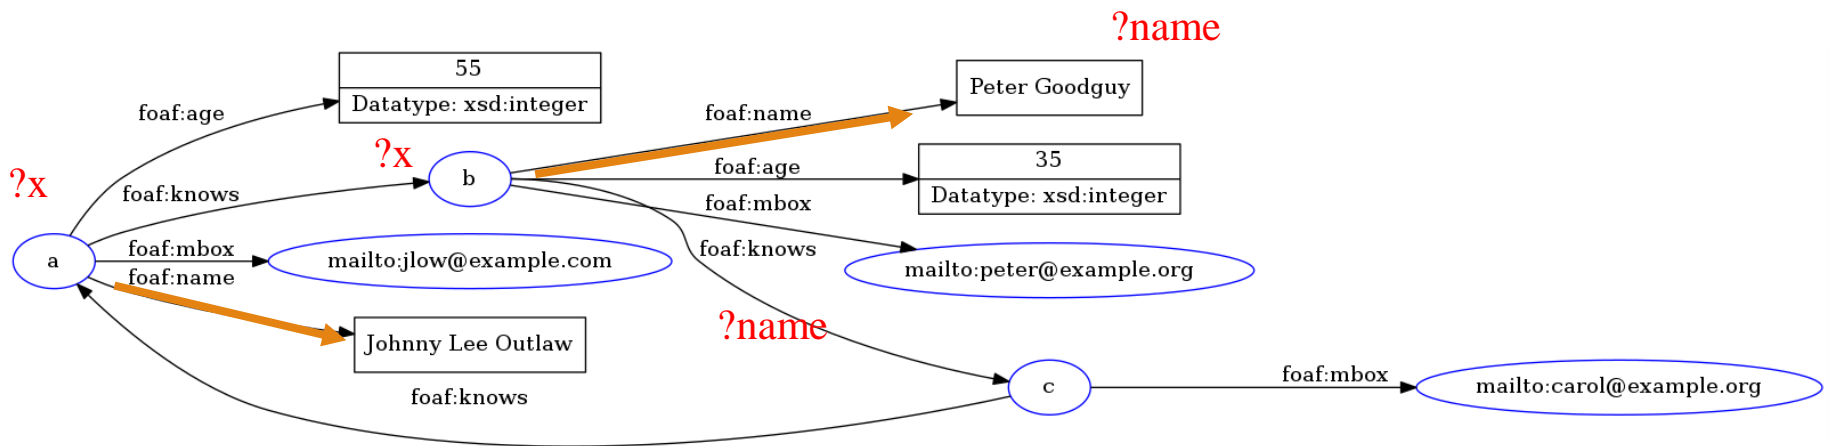 ?name
55
Peter Goodguy
Datatype: xsd:integer
foaf:age
foaf:name
?x
35
foaf:age
?x
b
foaf:knows
Datatype: xsd:integer
foaf:mbox
foaf:mbox
foaf:knows
a
mailto:jlow@example.com
mailto:peter@example.org
foaf:name
?name
Johnny Lee Outlaw
foaf:mbox
c
mailto:carol@example.org
foaf:knows